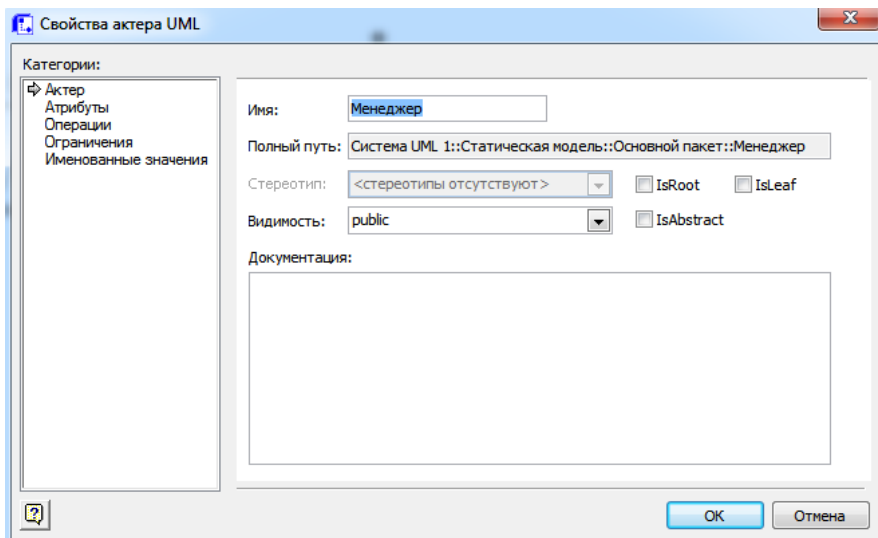 Свойства актера UML
Категории:
Актер
Атрибуты
Операции
Ограничения
Именованные значения
Имя: Менеджер
Полный путь: Система UML 1::Статическая модель::Основной пакет::Менеджер
Стереотип: <стереотипы отсутствуют> IsRoot IsLeaf
Видимость: public IsAbstract
Документация:
OK Отмена